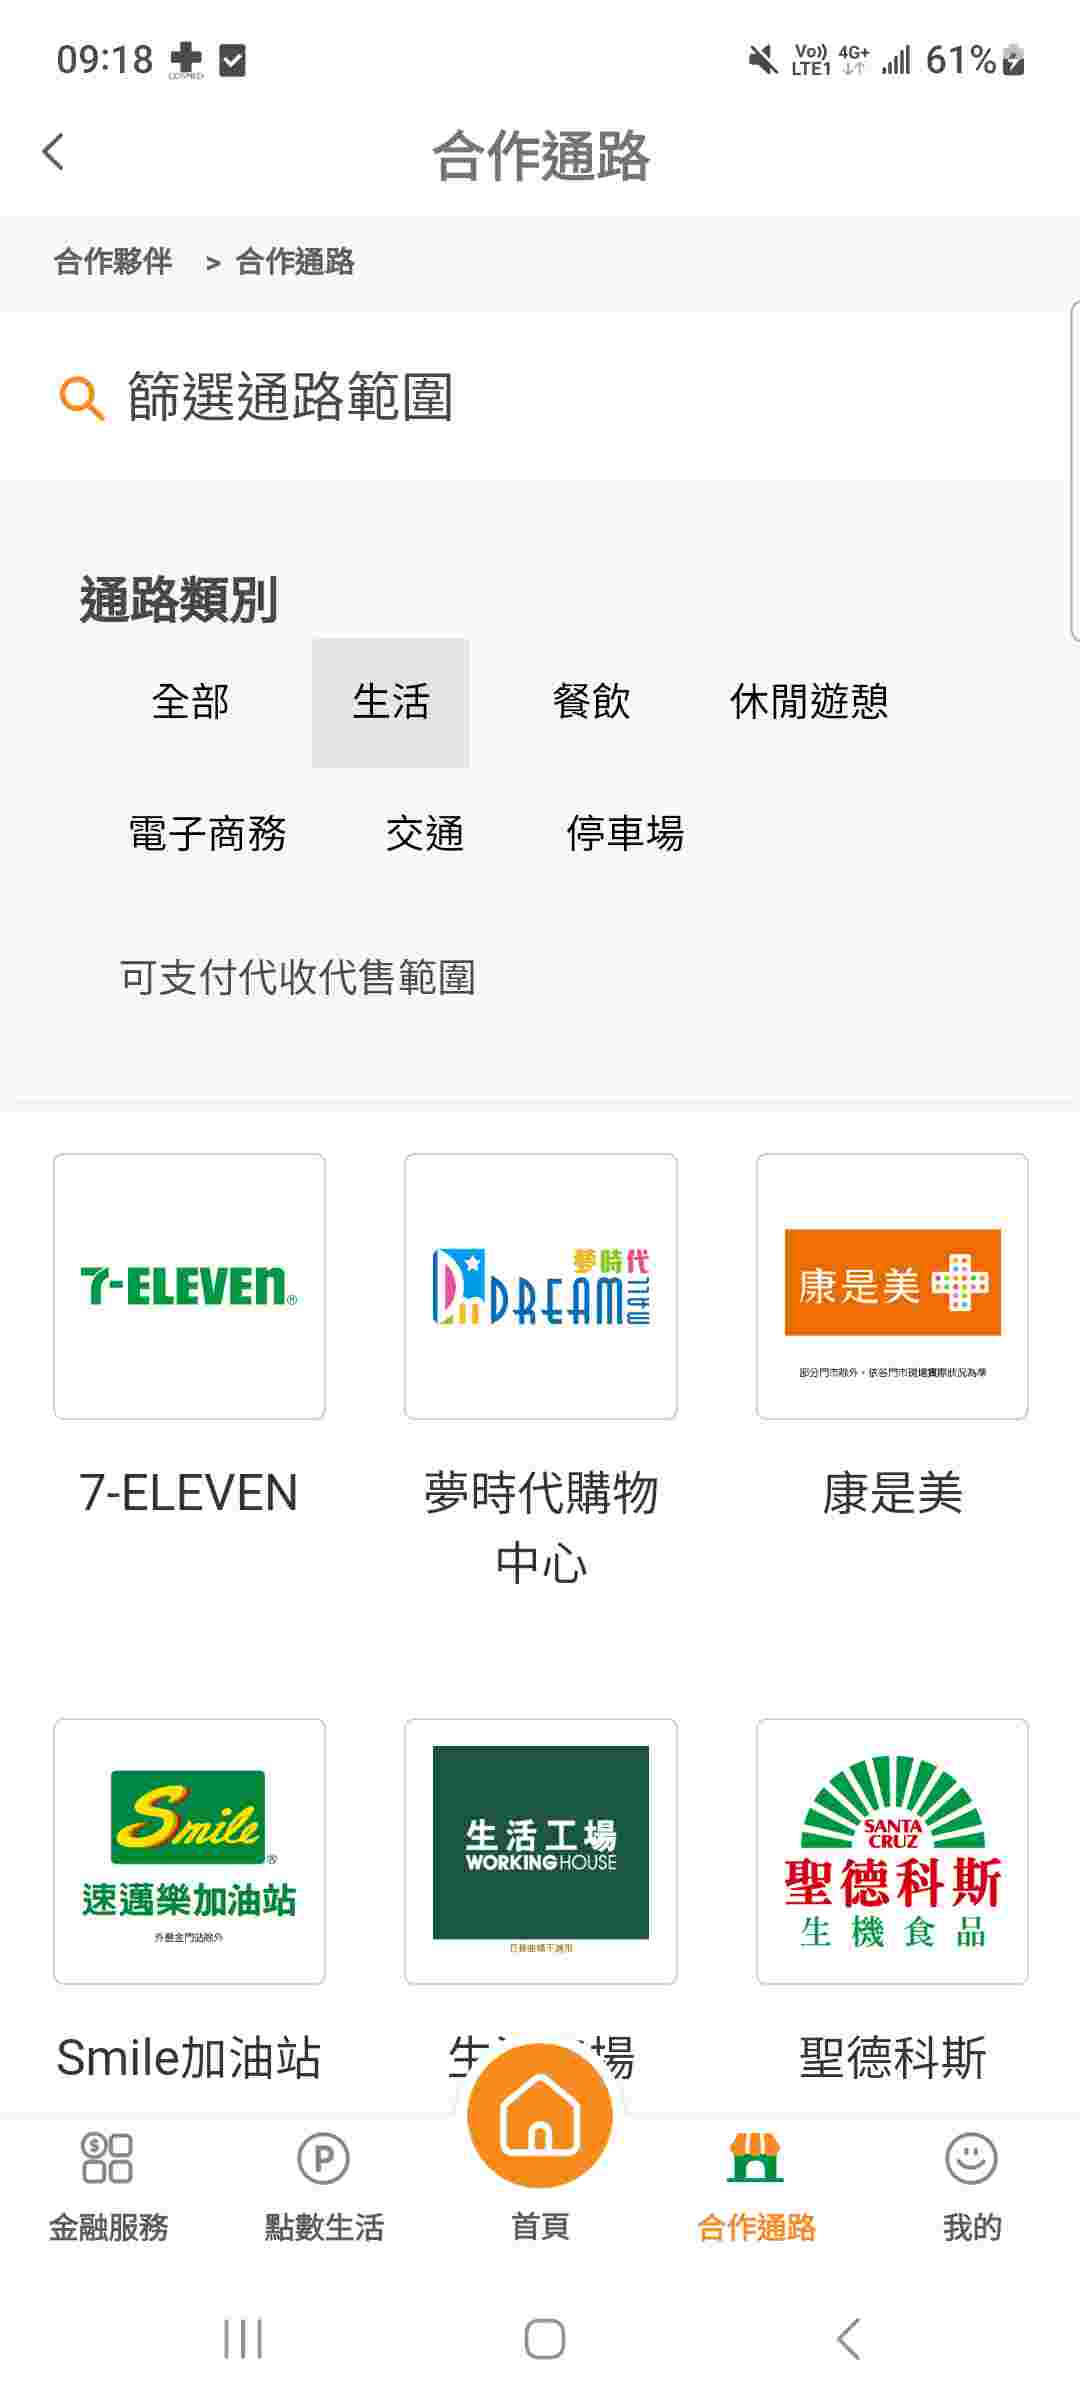 09:18
Vo)) 4G+
LTE1
61%
合作通路
合作夥伴 > 合作通路
篩選通路範圍
通路類別
全部 生活 餐飲 休閒遊憩
電子商務 交通 停車場
可支付代收代售範圍
7-ELEVEN®
夢時代
DREAM MALL
康是美
部分門市除外，依各門市現場實際狀況為準
7-ELEVEN
夢時代購物
中心
康是美
Smile®
速邁樂加油站
外島金門站除外
生活工場
WORKING HOUSE
SANTA
CRUZ
聖德科斯
生機食品
Smile加油站
生 場
聖德科斯
金融服務
點數生活
首頁
合作通路
我的